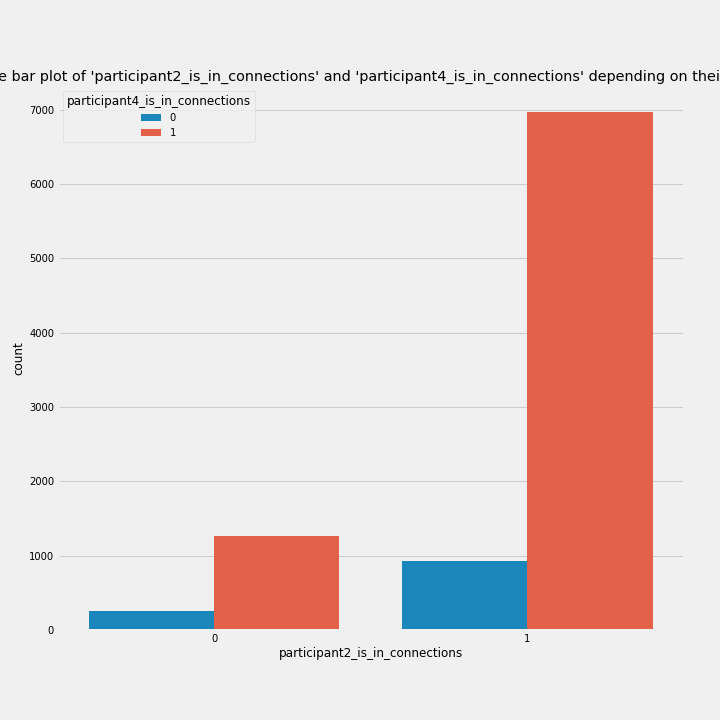 e bar plot of 'participant2_is_in_connections' and 'participant4_is_in_connections' depending on thei
participant4_is_in_connections
0
1
7000
6000
5000
4000
3000
2000
1000
0
count
0 1
participant2_is_in_connections